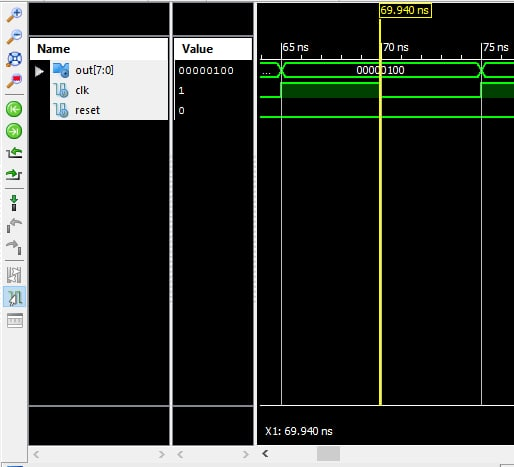 69.940 ns
Name
Value
65 ns
70 ns
75 ns
out[7:0]
00000100
...
00000100
clk
1
reset
0
X1: 69.940 ns